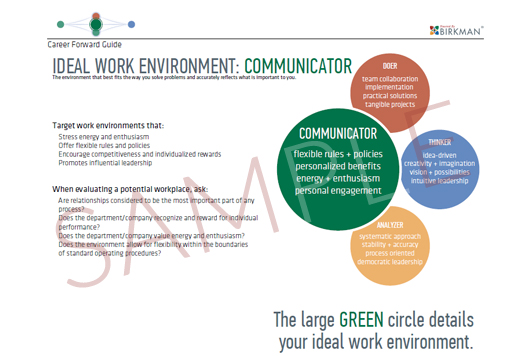 Powered By
BIRKMAN
Career Forward Guide
IDEAL WORK ENVIRONMENT: COMMUNICATOR
The environment that best fits the way you solve problems and accurately reflects what is important to you.
Target work environments that:
Stress energy and enthusiasm
Offer flexible rules and policies
Encourage competitiveness and individualized rewards
Promotes influential leadership
When evaluating a potential workplace, ask:
Are relationships considered to be the most important part of any
process?
Does the department/company recognize and reward for individual
performance?
Does the department/company value energy and enthusiasm?
Does the environment allow for flexibility within the boundaries
of standard operating procedures?
DOER
team collaboration
implementation
practical solutions
tangible projects
COMMUNICATOR
flexible rules + policies
personalized benefits
energy + enthusiasm
personal engagement
THINKER
idea-driven
creativity + imagination
vision + possibilities
intuitive leadership
ANALYZER
systematic approach
stability + accuracy
process oriented
democratic leadership
SAMPLE
The large GREEN circle details
your ideal work environment.